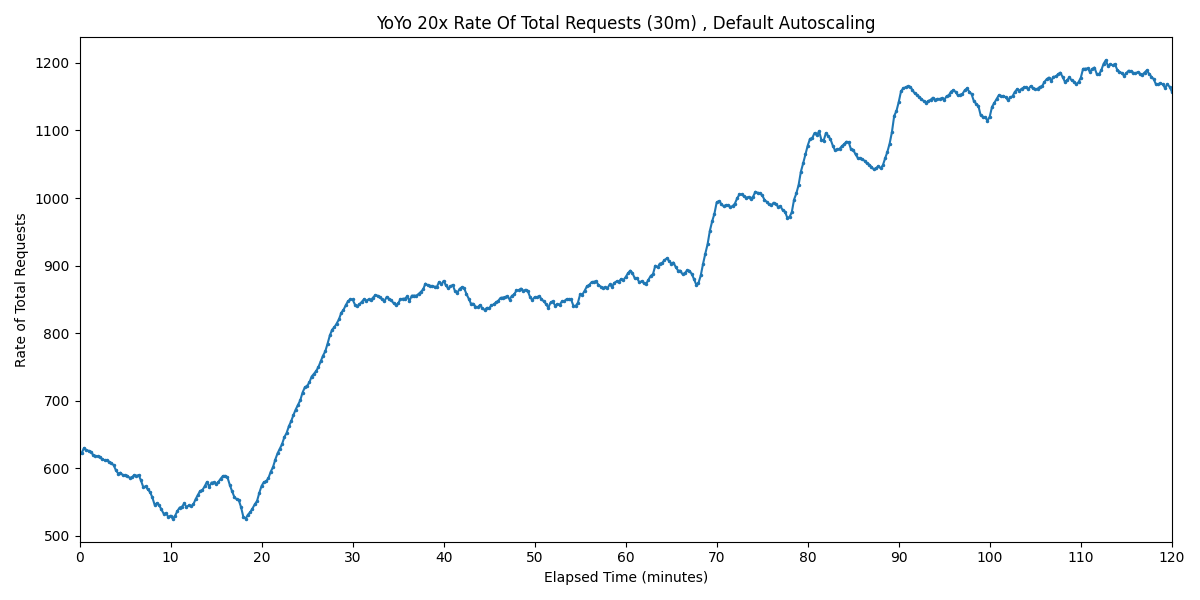 YoYo 20x Rate Of Total Requests (30m) , Default Autoscaling
1200
1100
1000
900
800
700
600
500
Rate of Total Requests
0 10 20 30 40 50 60 70 80 90 100 110 120
Elapsed Time (minutes)